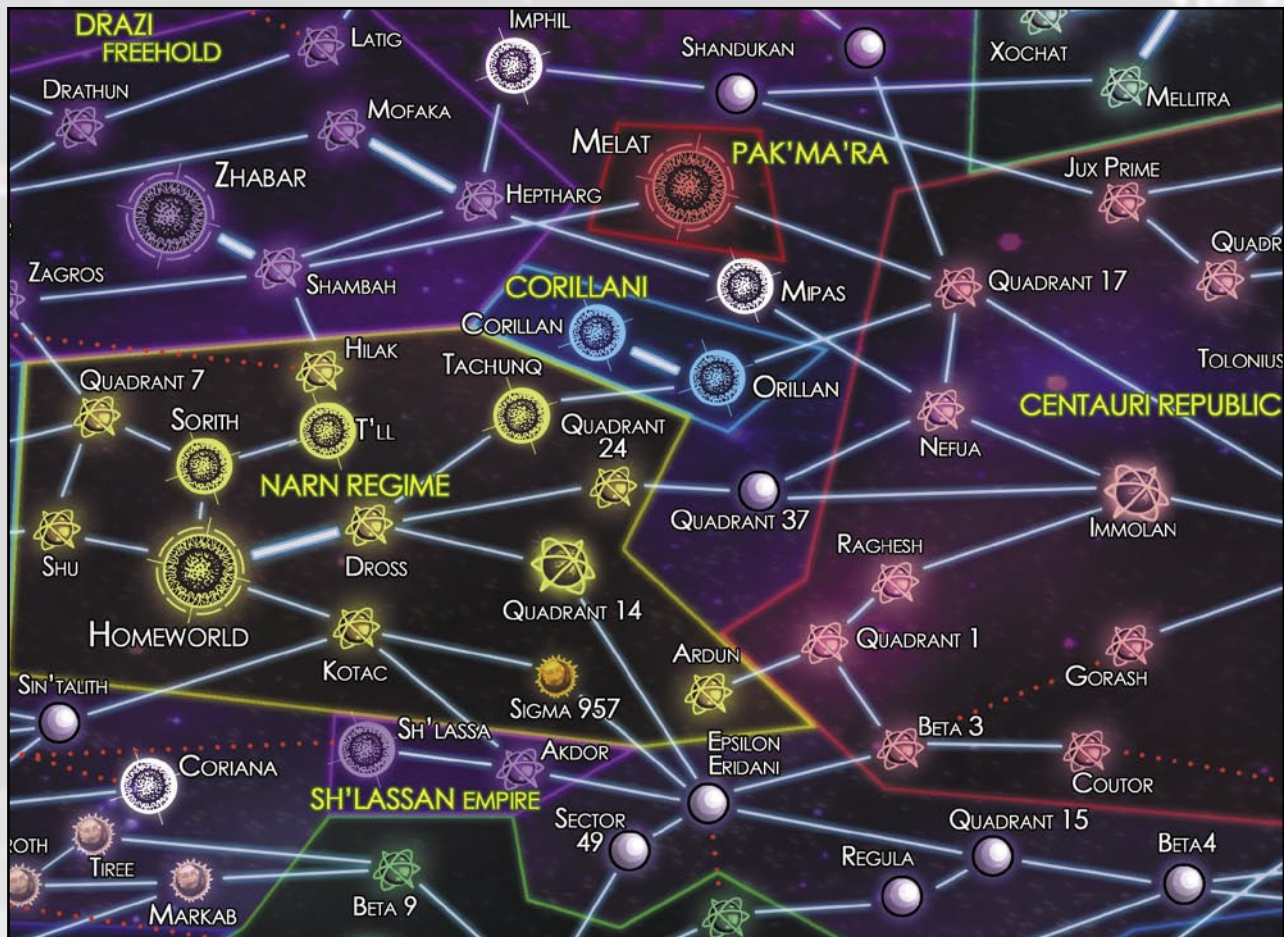 DRAZI
FREEHOLD
LATIG
IMPHIL
SHANDUKAN
XOCHAT
DRATHUN
MOFAKA
MELLITRA
MELAT
PAK'MA'RA
ZHABAR
HEPTHARG
JUX PRIME
ZAGROS
SHAMBAH
QUADR
QUADRANT 17
CORILLANI
MIPAS
CORILLAN
HILAK
TACHUNQ
TOLONIUS
QUADRANT 7
ORILLAN
SORITH
T'LL
QUADRANT
24
CENTAURI REPUBLIC
NEFUA
NARN REGIME
QUADRANT 37
IMMOLAN
SHU
DROSS
RAGHESH
QUADRANT 14
HOMEWORLD
QUADRANT 1
KOTAC
ARDUN
GORASH
SIN'TALITH
SIGMA 957
SH'LASSA
AKDOR
EPSILON
ERIDANI
BETA 3
CORIANA
COUTOR
SH'LASSAN EMPIRE
SECTOR
49
QUADRANT 15
ROTH
TIREE
REGULA
BETA4
MARKAB
BETA 9